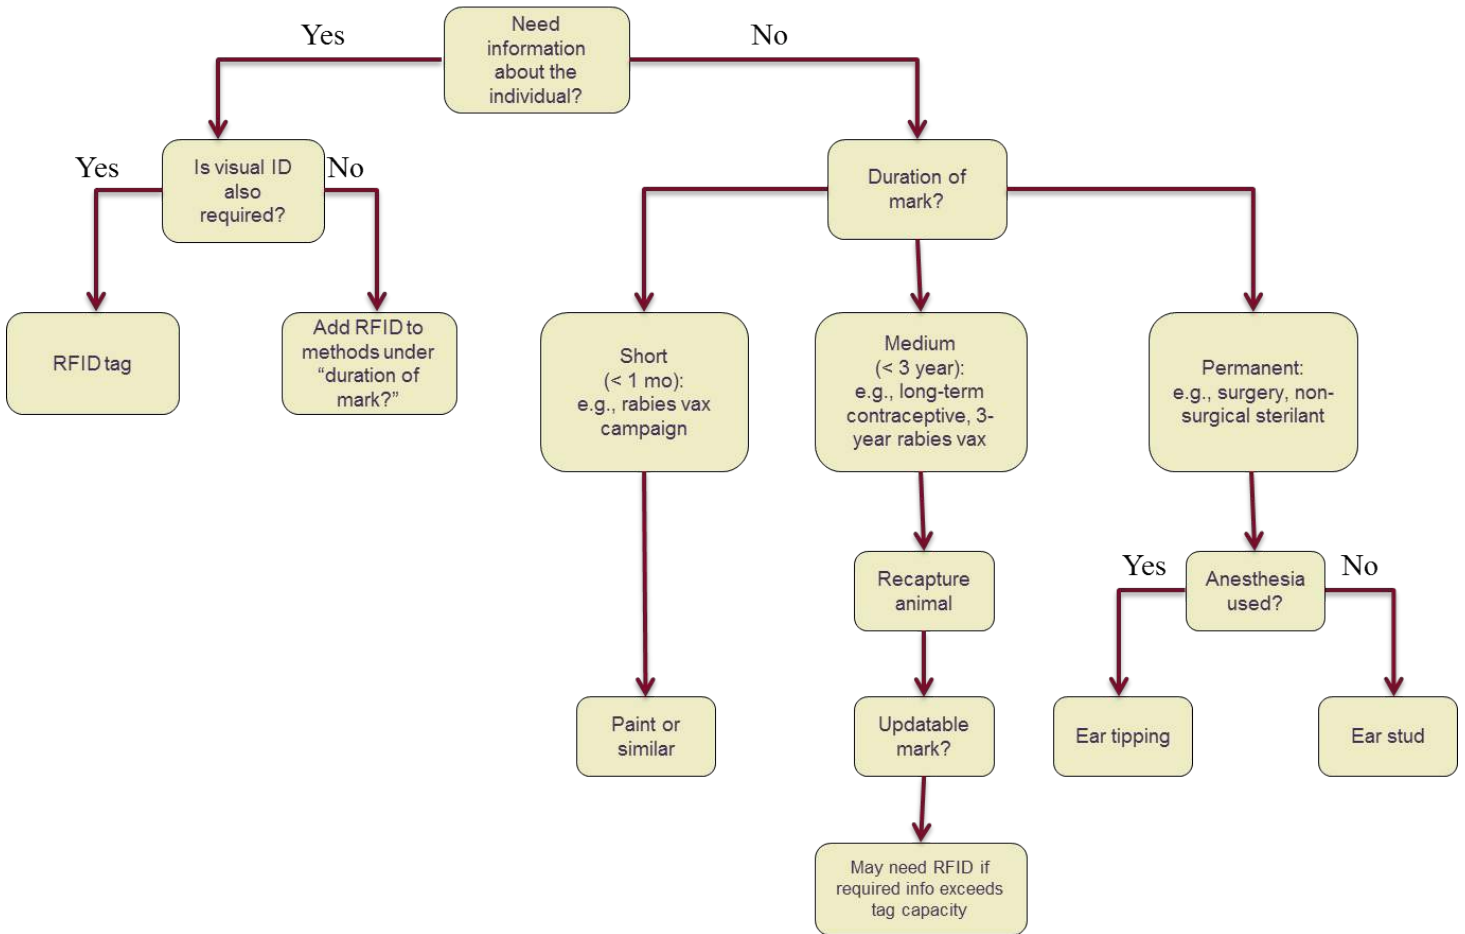 Need
information
about the
individual?
Yes
No
Is visual ID
also
required?
Yes
No
Duration of
mark?
RFID tag
Add RFID to
methods under
“duration of
mark?”
Short
(< 1 mo):
e.g., rabies vax
campaign
Medium
(< 3 year):
e.g., long-term
contraceptive, 3-
year rabies vax
Permanent:
e.g., surgery, non-
surgical sterilant
Recapture
animal
Anesthesia
used?
Yes
No
Paint or
similar
Updatable
mark?
Ear tipping
Ear stud
May need RFID if
required info exceeds
tag capacity